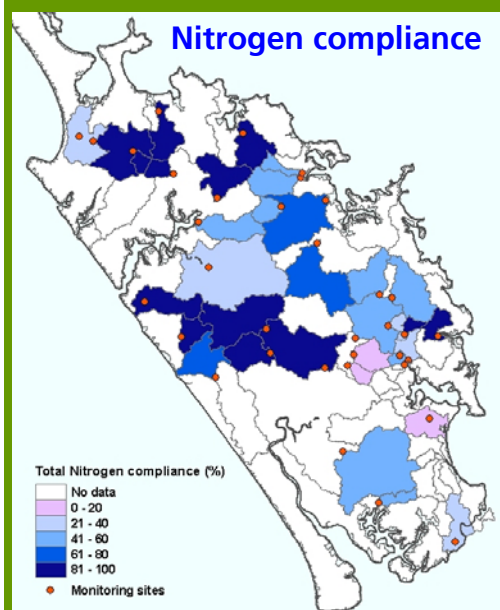 Nitrogen compliance
Total Nitrogen compliance (%)
No data
0 - 20
21 - 40
41 - 60
61 - 80
81 - 100
Monitoring sites